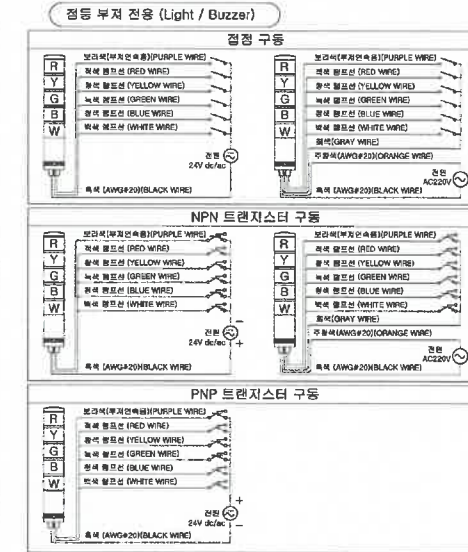 점등 부저 전용 (Light / Buzzer)
접점 구동
R
Y
G
B
W
보라색(부저연속음)(PURPLE WIRE)
적색 램프선 (RED WIRE)
황색 램프선 (YELLOW WIRE)
녹색 램프선 (GREEN WIRE)
청색 램프선 (BLUE WIRE)
백색 램프선 (WHITE WIRE)
전원
24V dc/ac
흑색 (AWG#20)(BLACK WIRE)
R
Y
G
B
W
보라색(부저연속음)(PURPLE WIRE)
적색 램프선 (RED WIRE)
황색 램프선 (YELLOW WIRE)
녹색 램프선 (GREEN WIRE)
청색 램프선 (BLUE WIRE)
백색 램프선 (WHITE WIRE)
회색(GRAY WIRE)
주황색(AWG#20)(ORANGE WIRE)
전원
AC220V
흑색 (AWG#20)(BLACK WIRE)
NPN 트랜지스터 구동
R
Y
G
B
W
보라색(부저연속음)(PURPLE WIRE)
적색 램프선 (RED WIRE)
황색 램프선 (YELLOW WIRE)
녹색 램프선 (GREEN WIRE)
청색 램프선 (BLUE WIRE)
백색 램프선 (WHITE WIRE)
−
전원
24V dc/ac
+
흑색 (AWG#20)(BLACK WIRE)
R
Y
G
B
W
보라색(부저연속음)(PURPLE WIRE)
적색 램프선 (RED WIRE)
황색 램프선 (YELLOW WIRE)
녹색 램프선 (GREEN WIRE)
청색 램프선 (BLUE WIRE)
백색 램프선 (WHITE WIRE)
회색(GRAY WIRE)
주황색(AWG#20)(ORANGE WIRE)
전원
AC220V
흑색 (AWG#20)(BLACK WIRE)
PNP 트랜지스터 구동
R
Y
G
B
W
보라색(부저연속음)(PURPLE WIRE)
적색 램프선 (RED WIRE)
황색 램프선 (YELLOW WIRE)
녹색 램프선 (GREEN WIRE)
청색 램프선 (BLUE WIRE)
백색 램프선 (WHITE WIRE)
+
전원
24V dc/ac
−
흑색 (AWG#20)(BLACK WIRE)